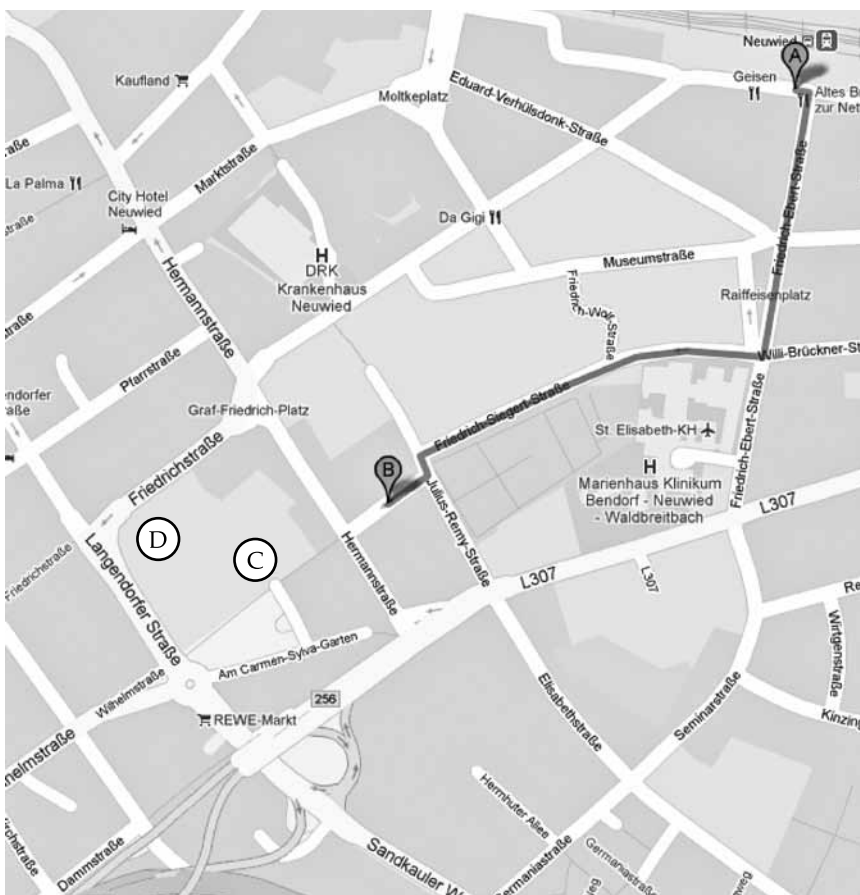 Neuwied
A
Geisen
Altes
zur
Kaufland
Moltkeplatz
Eduard-Verhülsdonk-Straße
Friedrich-Ebert-Straße
La Palma
Marktstraße
City Hotel
Neuwied
Da Gigi
H
DRK
Krankenhaus
Neuwied
Museumstraße
Friedrich-Wolf-Straße
Raiffeisenplatz
Hermannstraße
Pfarrstraße
Willi-Brückner-St
Graf-Friedrich-Platz
Friedrich-Siegert-Straße
St. Elisabeth-KH
Friedrich-Ebert-Straße
Friedrichstraße
B
H
Marienhaus Klinikum
Bendorf - Neuwied
- Waldbreitbach
Julius-Remy-Straße
L307
D
C
Hermannstraße
Friedrichstraße
Langendorfer Straße
L307
L307
Wirtgenstraße
Am Carmen-Sylva-Garten
Wilhelmstraße
256
REWE-Markt
Elisabethstraße
Seminarstraße
Herrnhuter Allee
Dammstraße
Germaniastraße
Sandkauler